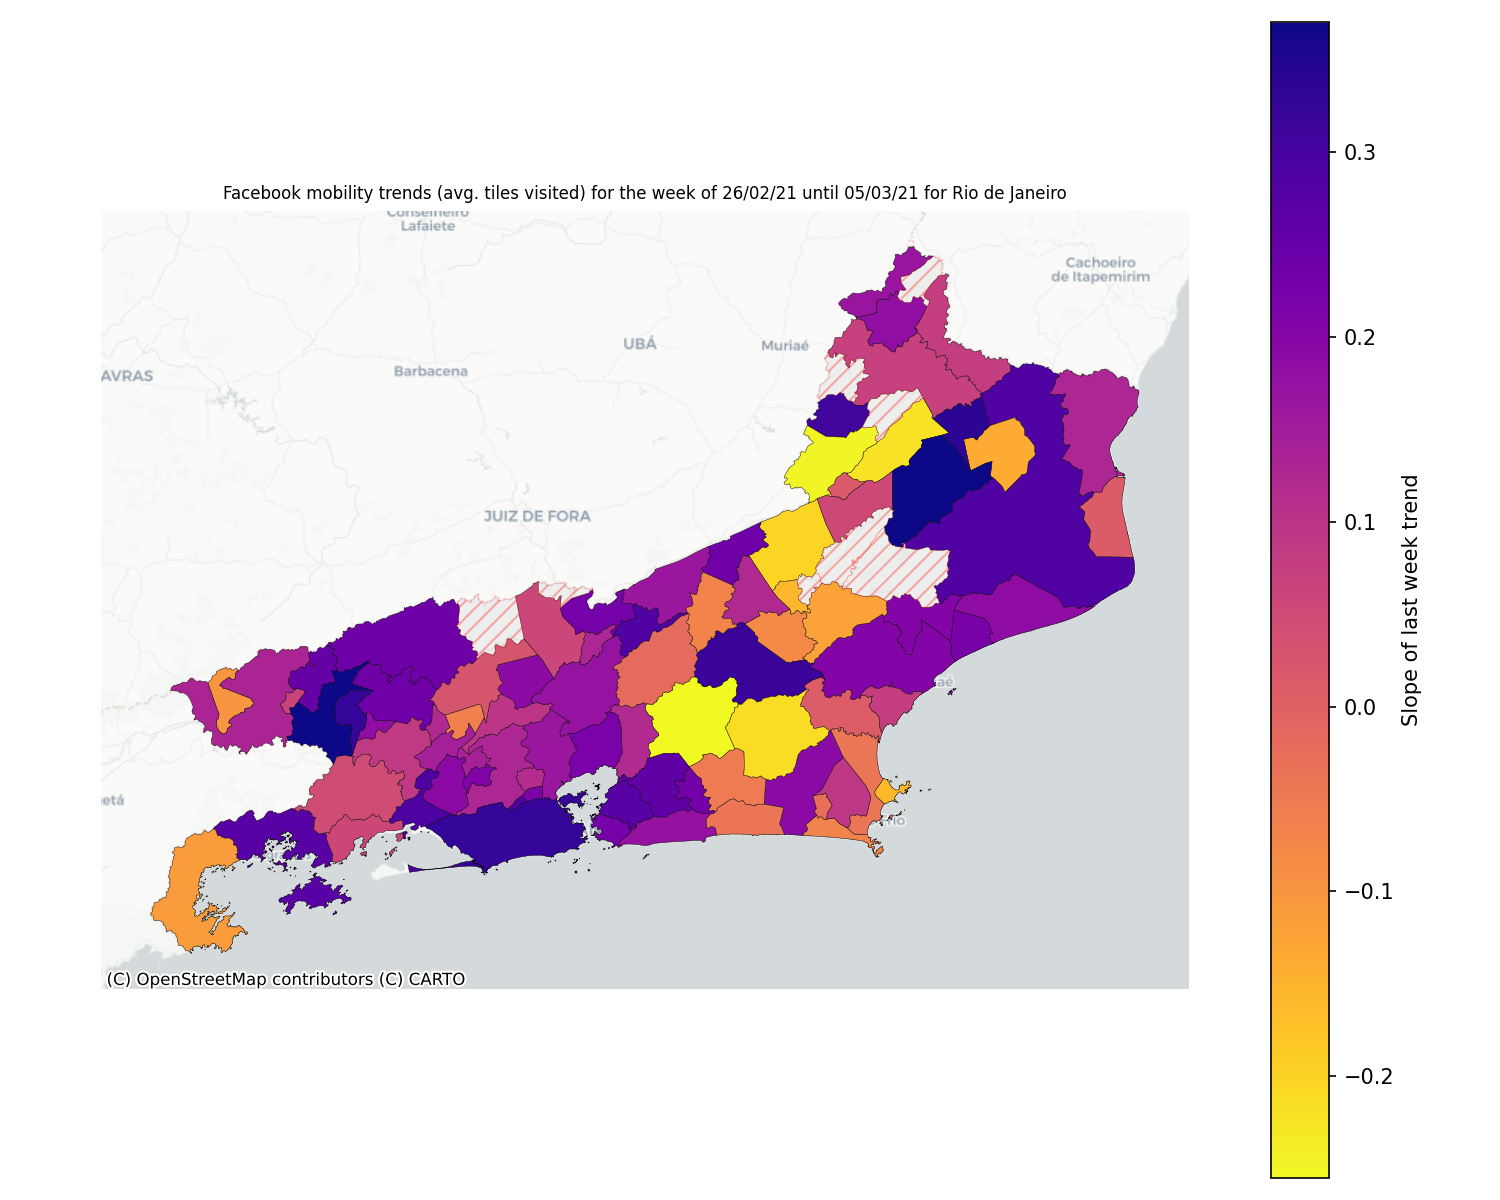 Facebook mobility trends (avg. tiles visited) for the week of 26/02/21 until 05/03/21 for Rio de Janeiro
Conselheiro
Lafaiete
Cachoeiro
de Itapemirim
UBÁ
Muriaé
AVRAS
Barbacena
JUIZ DE FORA
aé
etá
rio
(C) OpenStreetMap contributors (C) CARTO
0.3
0.2
0.1
0.0
−0.1
−0.2
Slope of last week trend